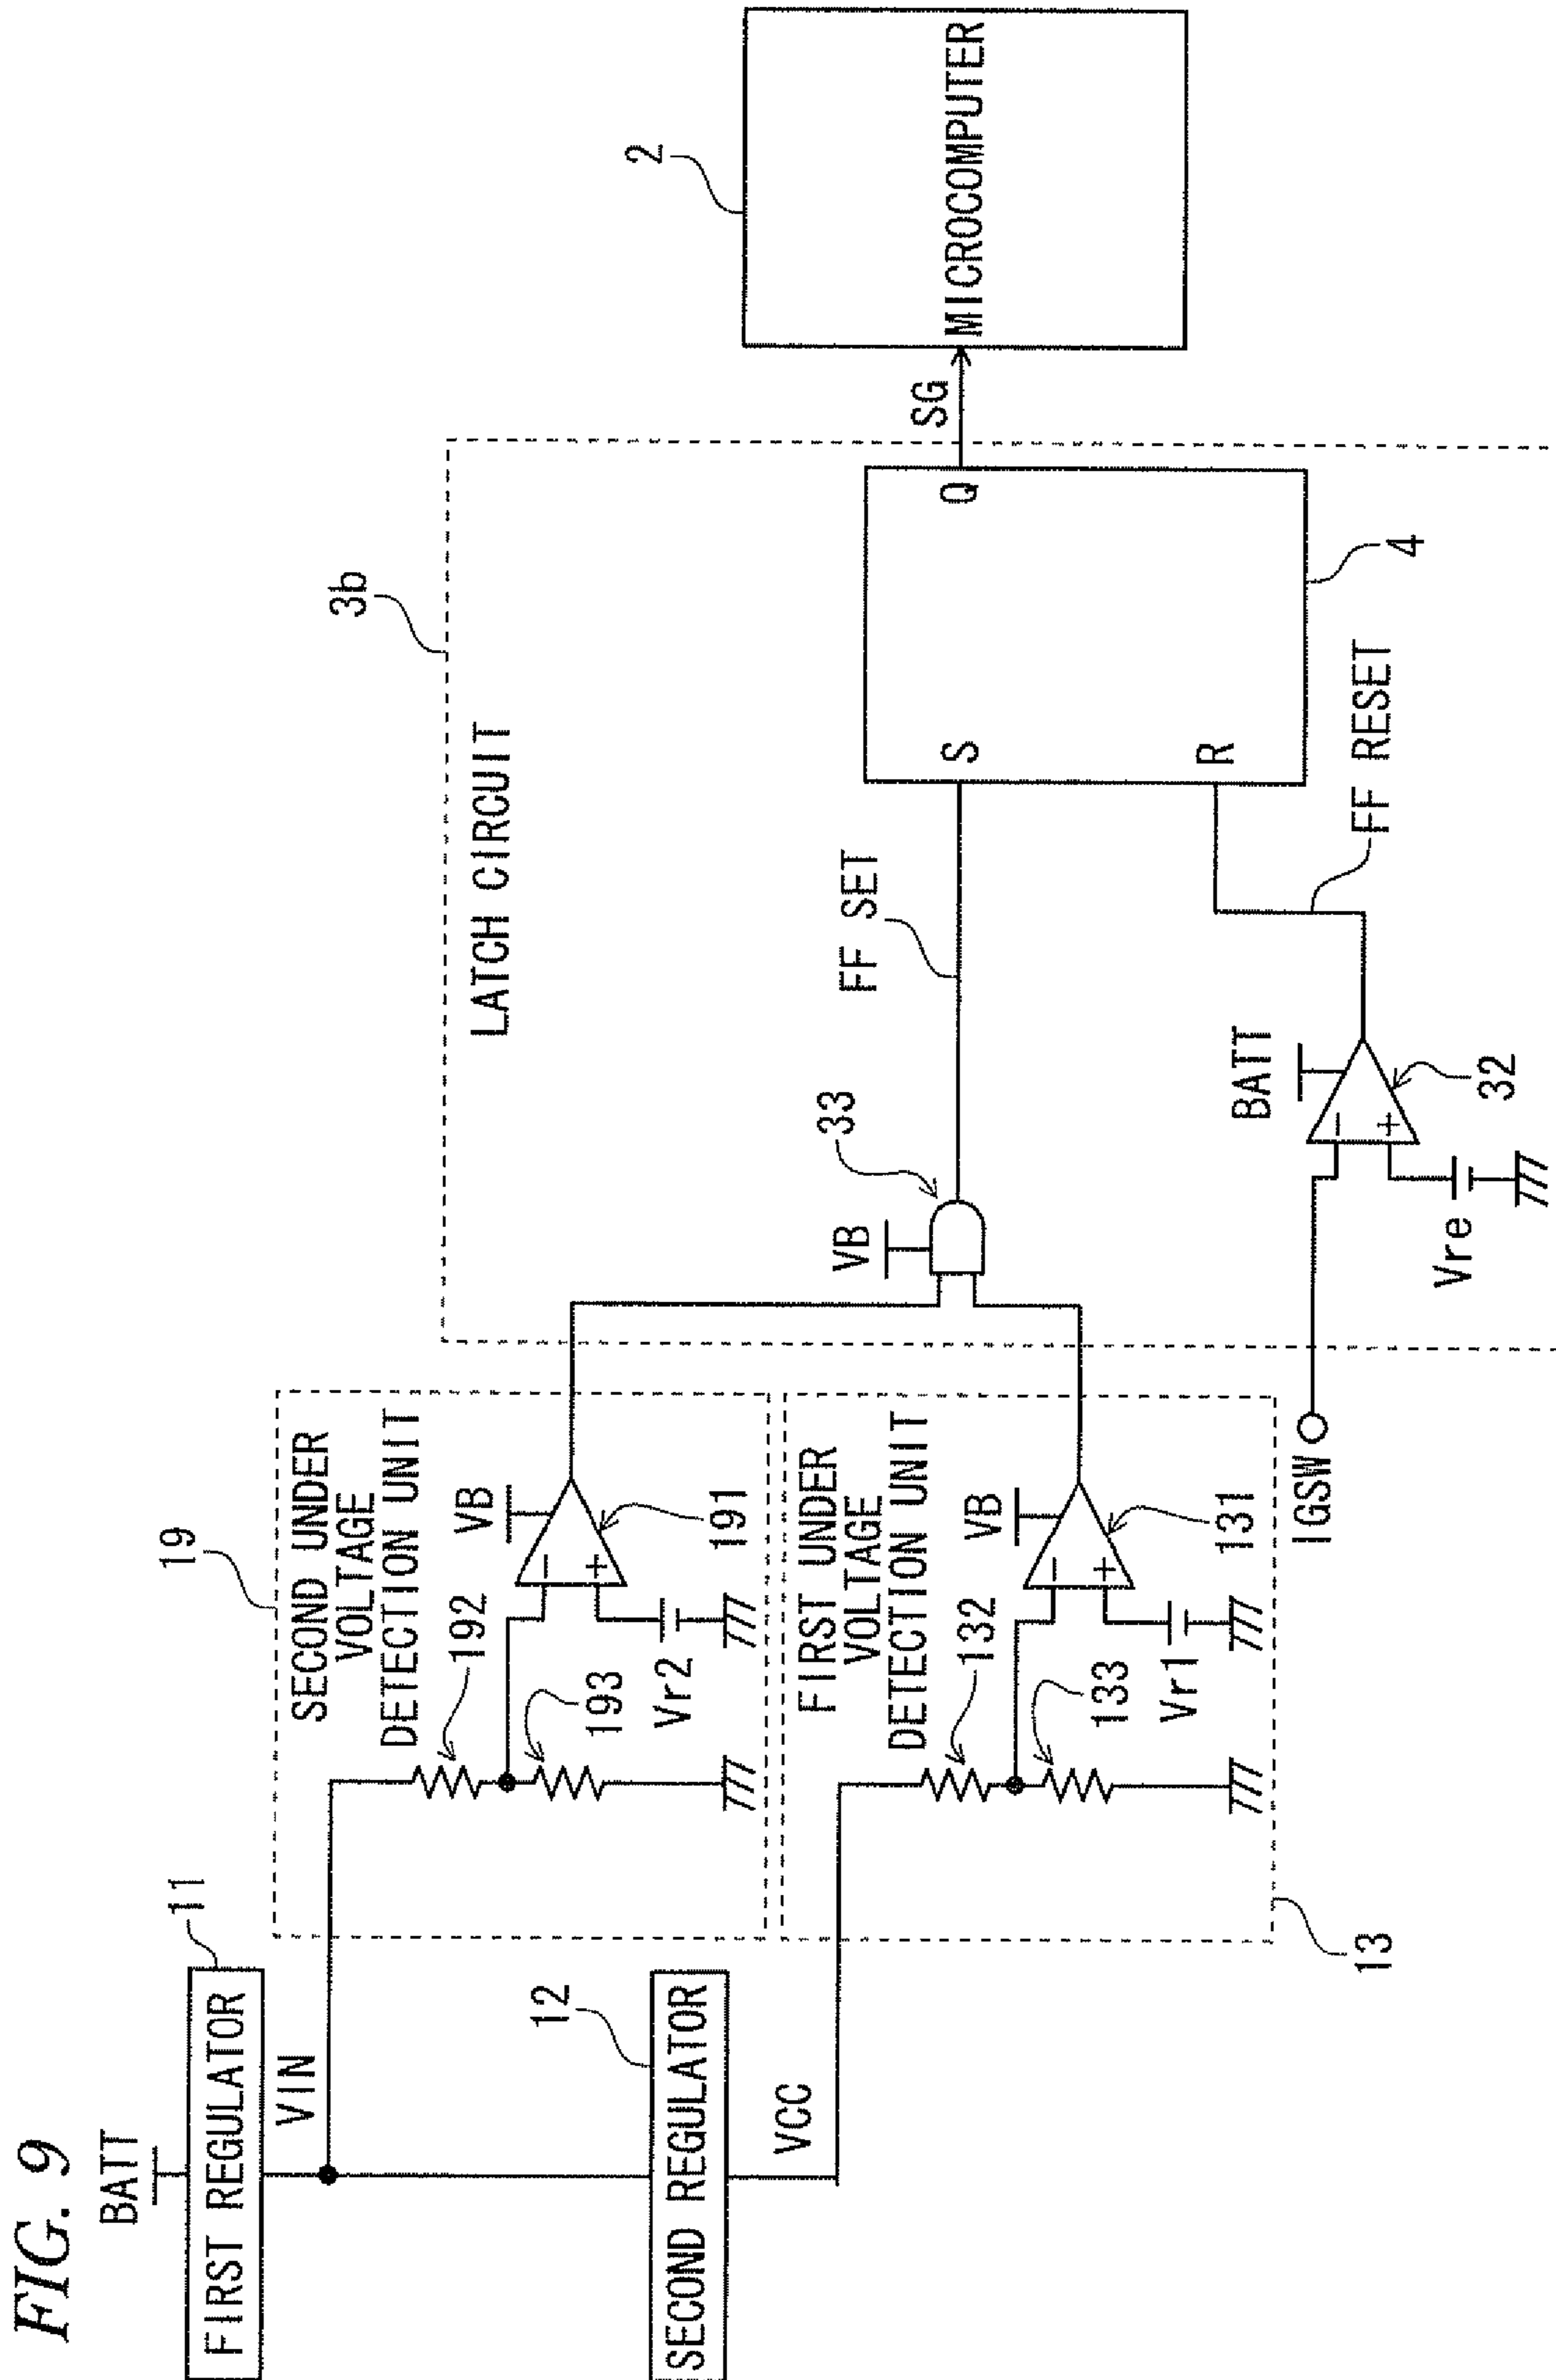 FIG. 9
BATT
11
FIRST REGULATOR
VIN
12
SECOND REGULATOR
VCC
19
SECOND UNDER
VOLTAGE
DETECTION UNIT
192
193
VB
191
Vr2
FIRST UNDER
VOLTAGE
DETECTION UNIT
132
133
VB
131
Vr1
13
IGSW
3b
LATCH CIRCUIT
VB
33
FF SET
BATT
32
Vre
FF RESET
S
R
Q
4
SG
2
MICROCOMPUTER